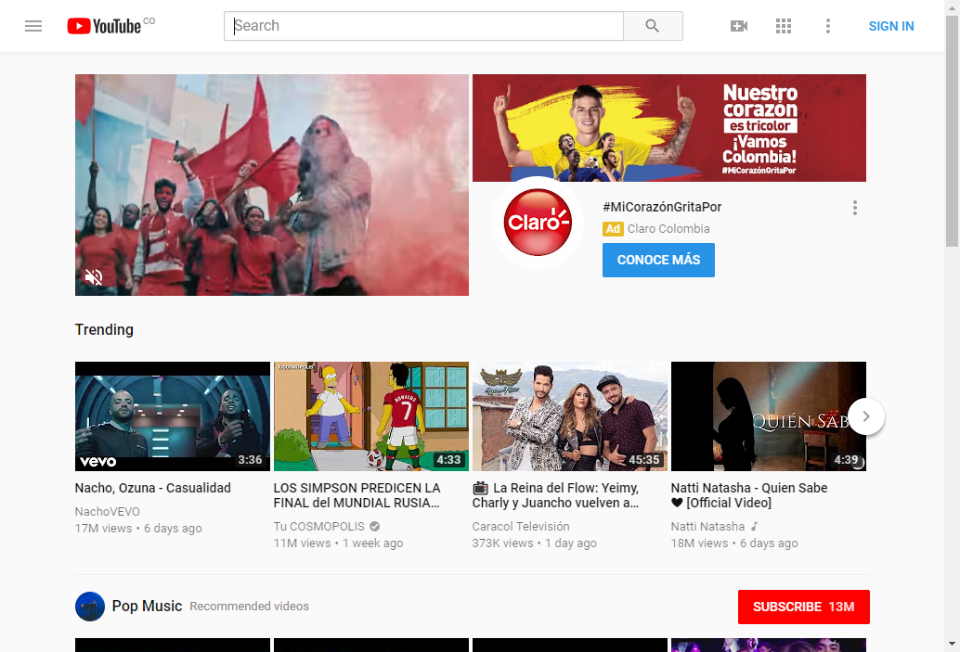 YouTube CO
Search
SIGN IN
Nuestro
corazón
es tricolor
¡Vamos
Colombia!
#MiCorazónGritaPor
Claro
#MiCorazónGritaPor
Ad Claro Colombia
CONOCE MÁS
Trending
vevo 3:36
RONALDO
7
4:33
45:35
QUIÉN SAB
4:39
Nacho, Ozuna - Casualidad
NachoVEVO
17M views • 6 days ago
LOS SIMPSON PREDICEN LA
FINAL del MUNDIAL RUSIA...
Tu COSMOPOLIS
11M views • 1 week ago
La Reina del Flow: Yeimy,
Charly y Juancho vuelven a...
Caracol Televisión
373K views • 1 day ago
Natti Natasha - Quien Sabe
🖤 [Official Video]
Natti Natasha
18M views • 6 days ago
Pop Music Recommended videos
SUBSCRIBE 13M